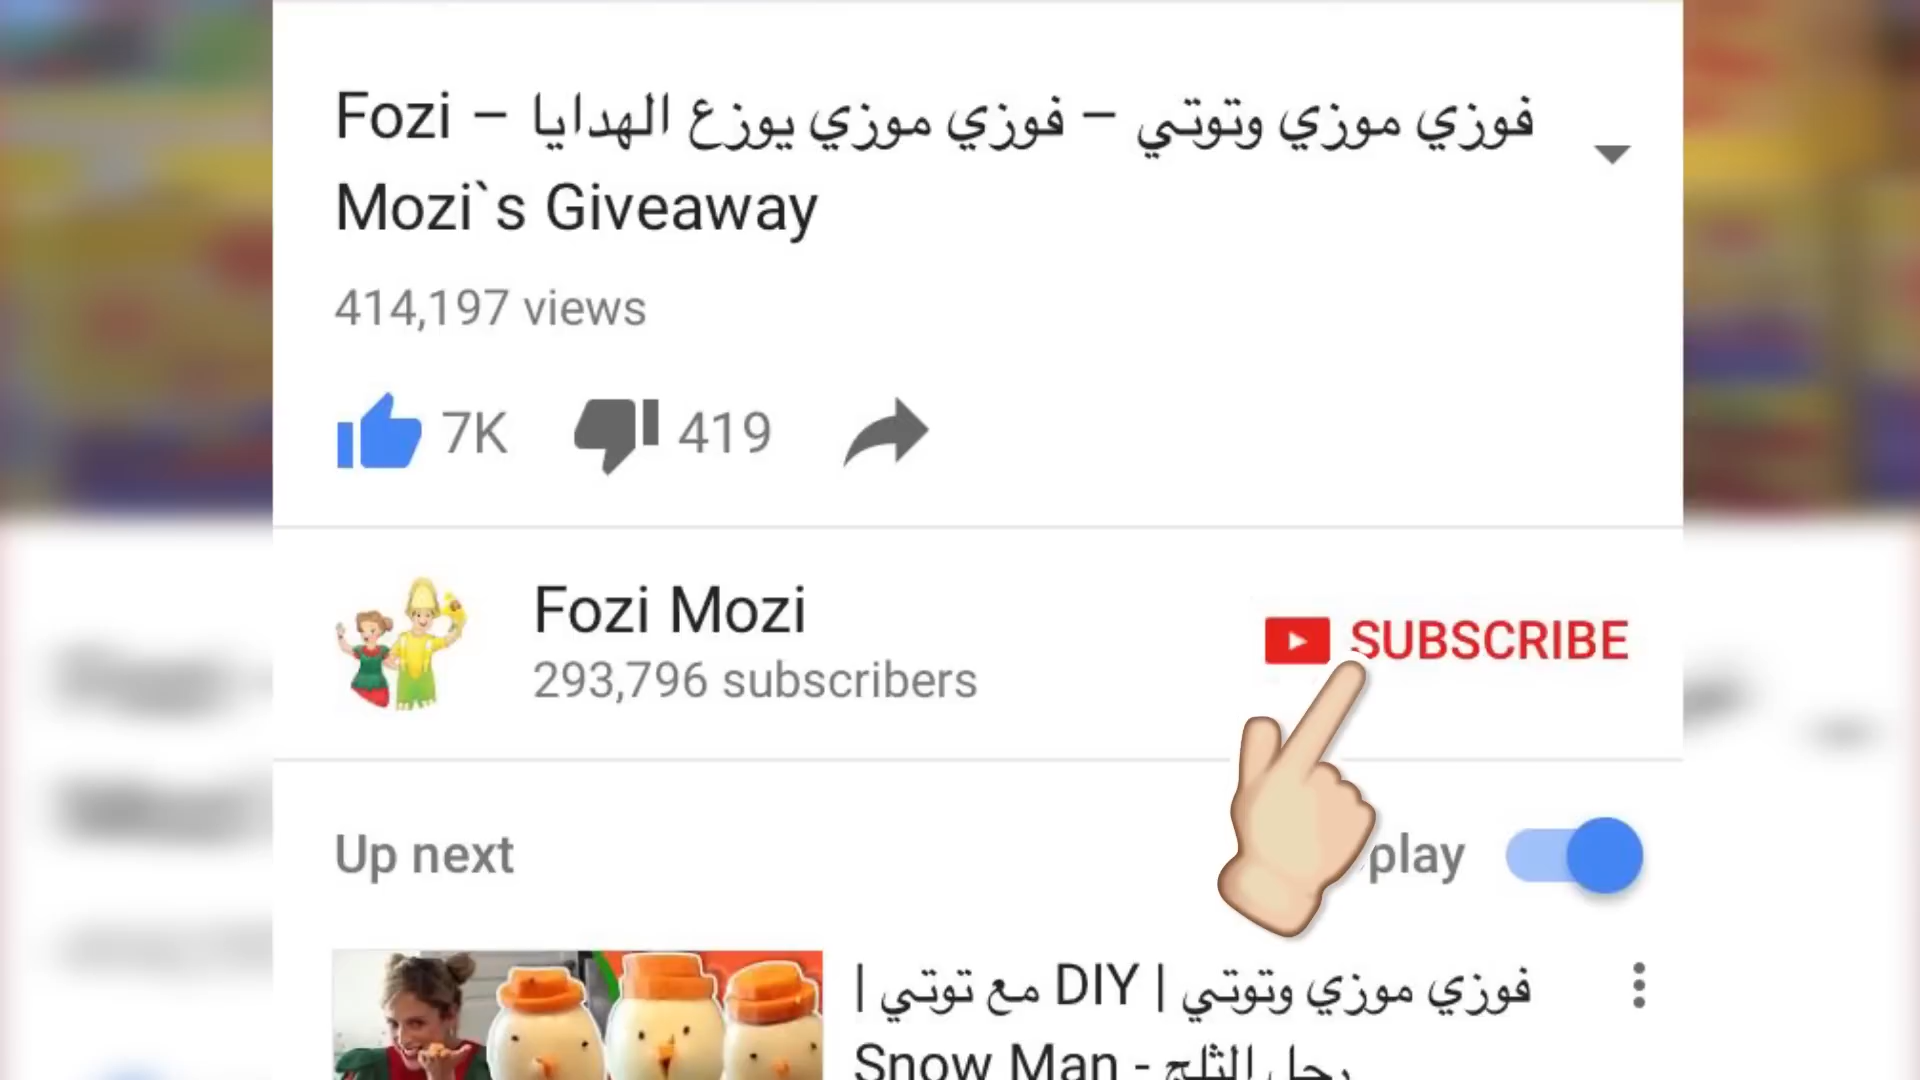 فوزي موزي وتوتي – فوزي موزي يوزع الهدايا – Fozi
Mozi`s Giveaway
414,197 views
7K
419
Fozi Mozi
293,796 subscribers
SUBSCRIBE
Up next
play
فوزي موزي وتوتي | DIY مع توتي |
Snow Man - رجل الثلج